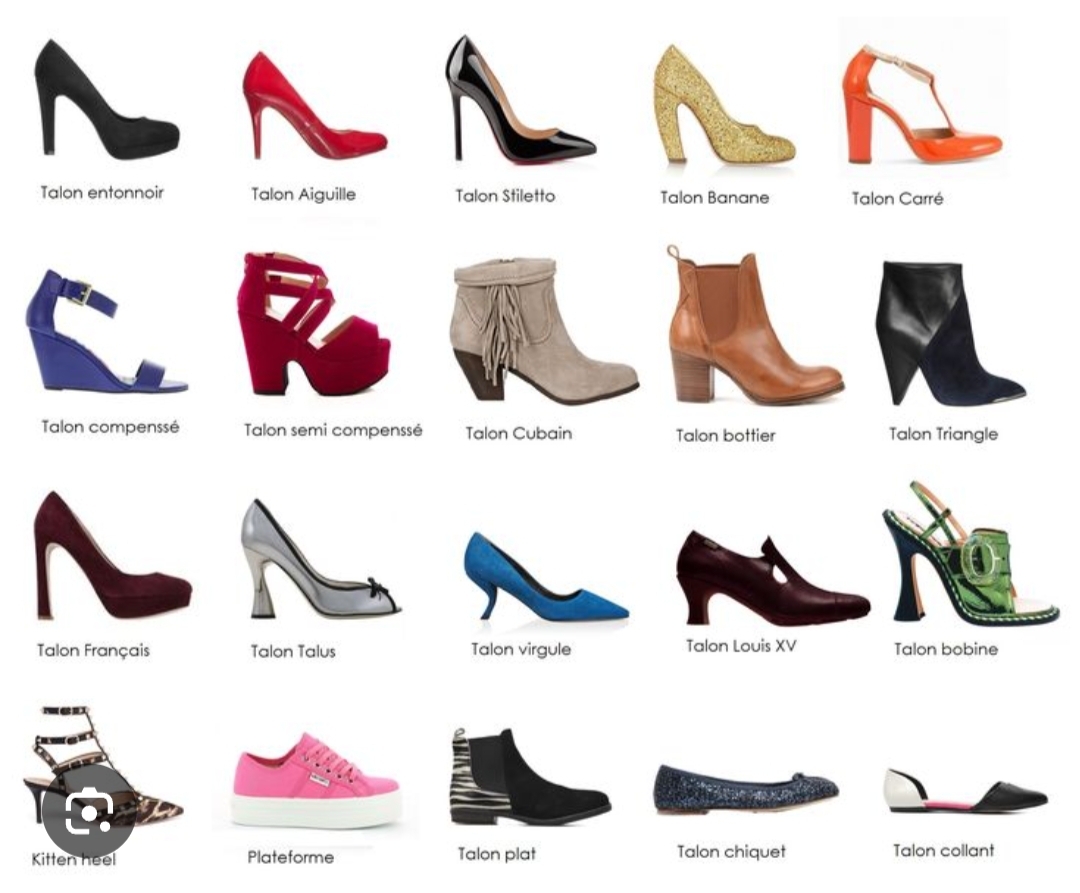 Talon entonnoir
Talon Aiguille
Talon Stiletto
Talon Banane
Talon Carré
Talon compenssé
Talon semi compenssé
Talon Cubain
Talon bottier
Talon Triangle
Talon Français
Talon Talus
Talon virgule
Talon Louis XV
Talon bobine
Kitten heel
Plateforme
Talon plat
Talon chiquet
Talon collant